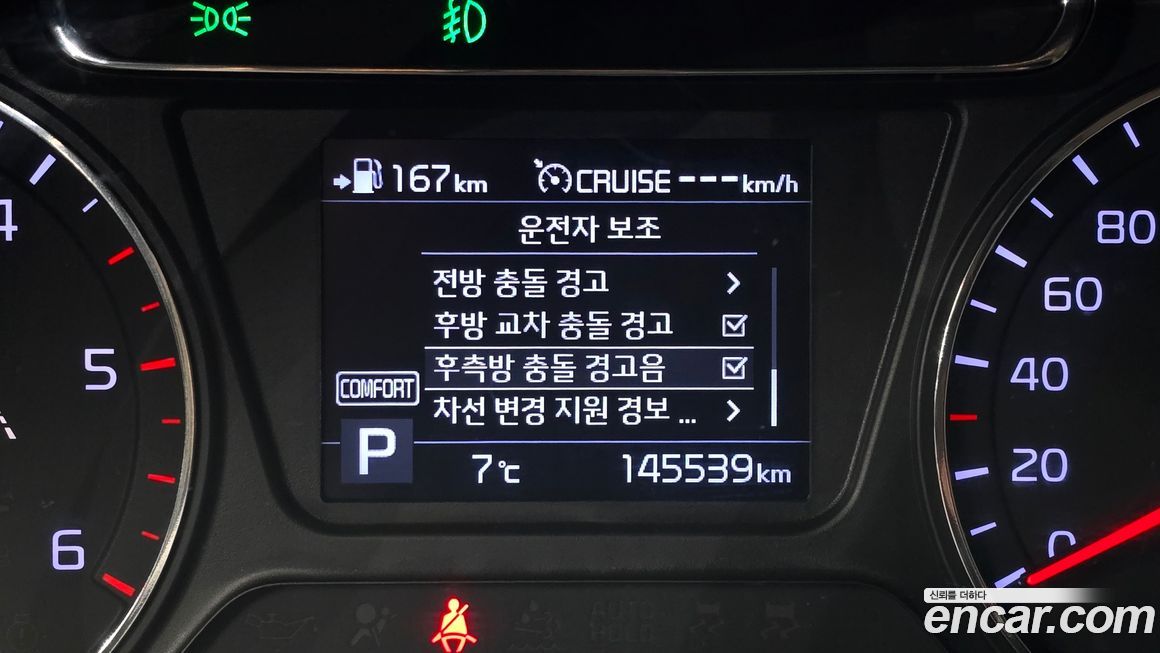 167km CRUISE ---km/h
운전자 보조
전방 충돌 경고
후방 교차 충돌 경고
후측방 충돌 경고음
차선 변경 지원 경보 ...
COMFORT
P
7℃ 145539km
4
5
6
80
60
40
20
0
신뢰를 더하다
encar.com